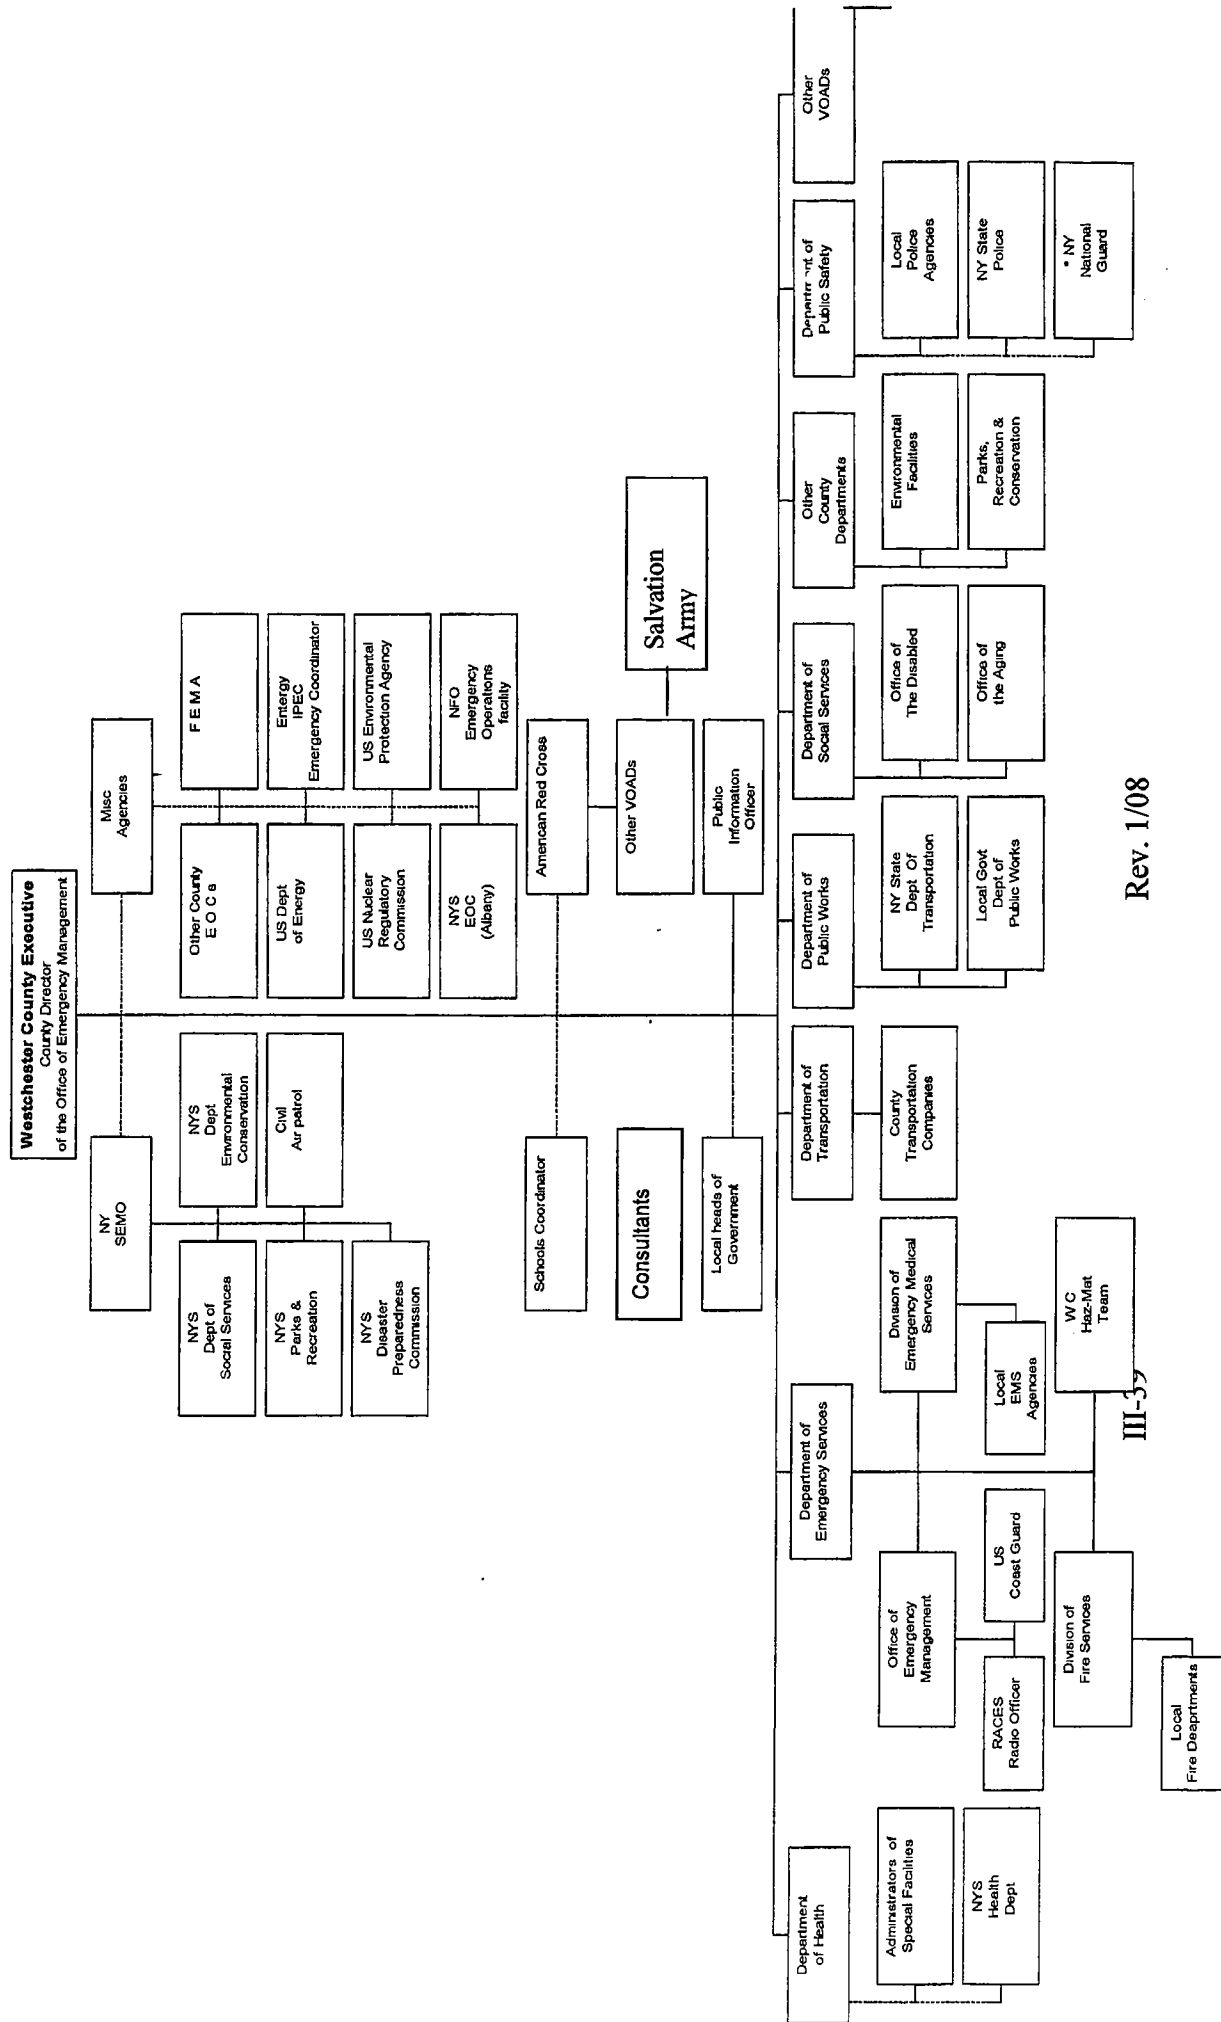 Westchester County Executive
County Director
of the Office of Emergency Management
NY
SEMO
Misc
Agencies
NYS
Dept of
Social Services
NYS
Dept
Environmental
Conservation
NYS
Parks &
Recreation
Civil
Air patrol
NYS
Disaster
Preparedness
Commission
Other County
E O C s
F E M A
US Dept
of Energy
Entergy
IPEC
Emergency Coordinator
US Nuclear
Regulatory
Commission
US Environmental
Protection Agency
NYS
EOC
(Albany)
NFO
Emergency
Operations
facility
Schools Coordinator
American Red Cross
Consultants
Other VOADs
Salvation
Army
Local heads of
Government
Public
Information
Officer
Department
of Health
Administrators of
Special Facilities
NYS
Health
Dept
Department of
Emergency Services
Office of
Emergency
Management
Division of
Emergency Medical
Services
RACES
Radio Officer
US
Coast Guard
Local
EMS
Agencies
Division of
Fire Services
W C
Haz-Mat
Team
Local
Fire Deaprtments
Department of
Transportation
County
Transportation
Companies
Department of
Public Works
NY State
Dept Of
Transportation
Local Govt
Dept of
Public Works
Department of
Social Services
Office of
The Disabled
Office of
the Aging
Other
County
Departments
Environmental
Facilities
Parks,
Recreation &
Conservation
Department of
Public Safety
Local
Police
Agencies
NY State
Police
* NY
National
Guard
Other
VOADs
III-39
Rev. 1/08